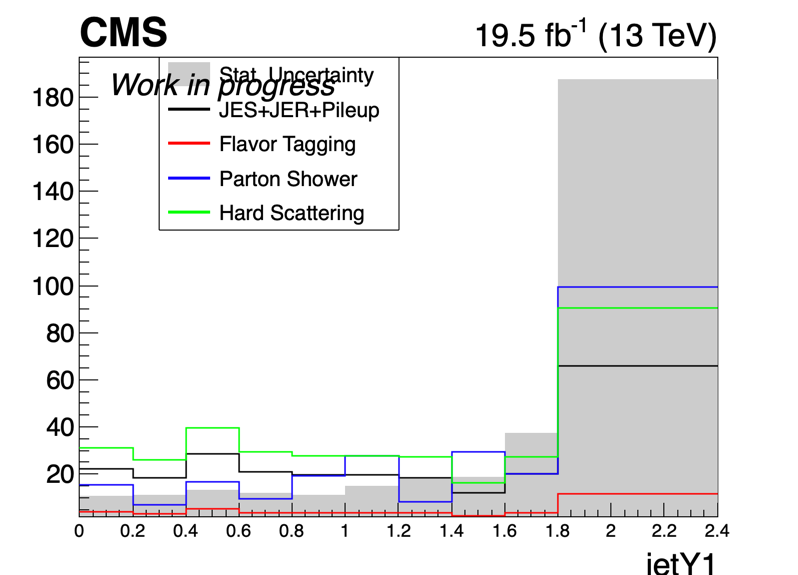 CMS 19.5 fb-1 (13 TeV)
Stat. Uncertainty
Work in progress
JES+JER+Pileup
Flavor Tagging
Parton Shower
Hard Scattering
180
160
140
120
100
80
60
40
20
0 0.2 0.4 0.6 0.8 1 1.2 1.4 1.6 1.8 2 2.2 2.4
jetY1